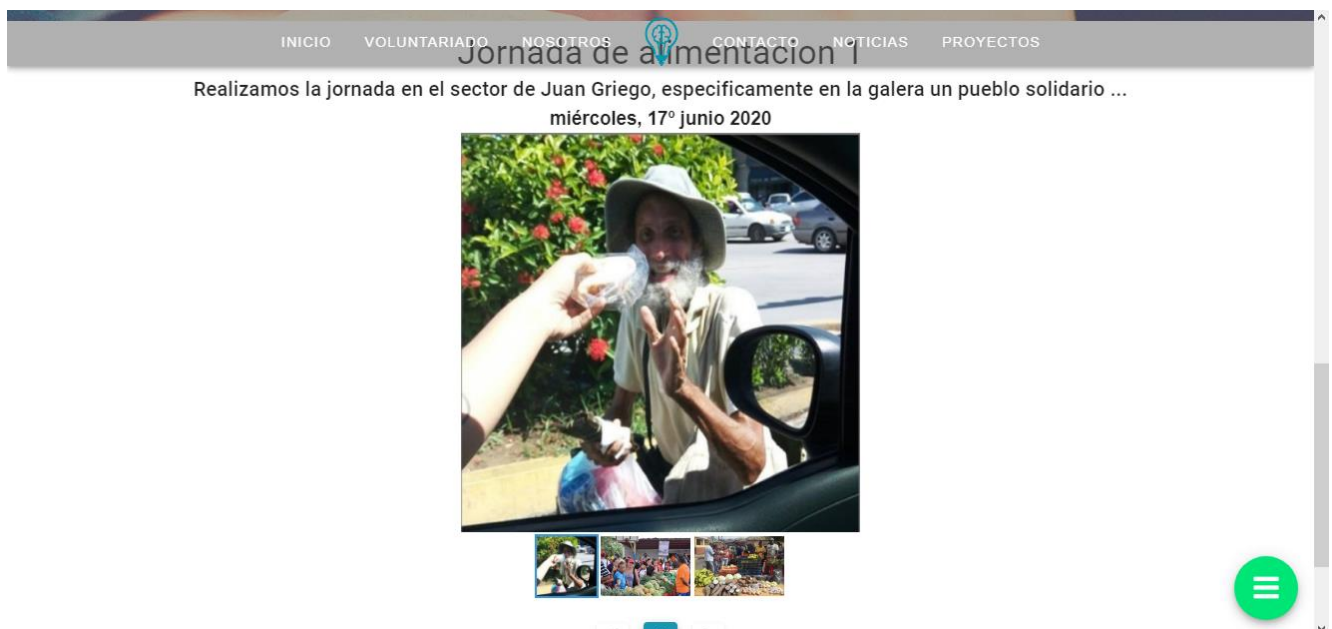 INICIO VOLUNTARIADO NOSOTROS CONTACTO NOTICIAS PROYECTOS
Jornada de alimentacion 1
Realizamos la jornada en el sector de Juan Griego, especificamente en la galera un pueblo solidario ...
miércoles, 17º junio 2020